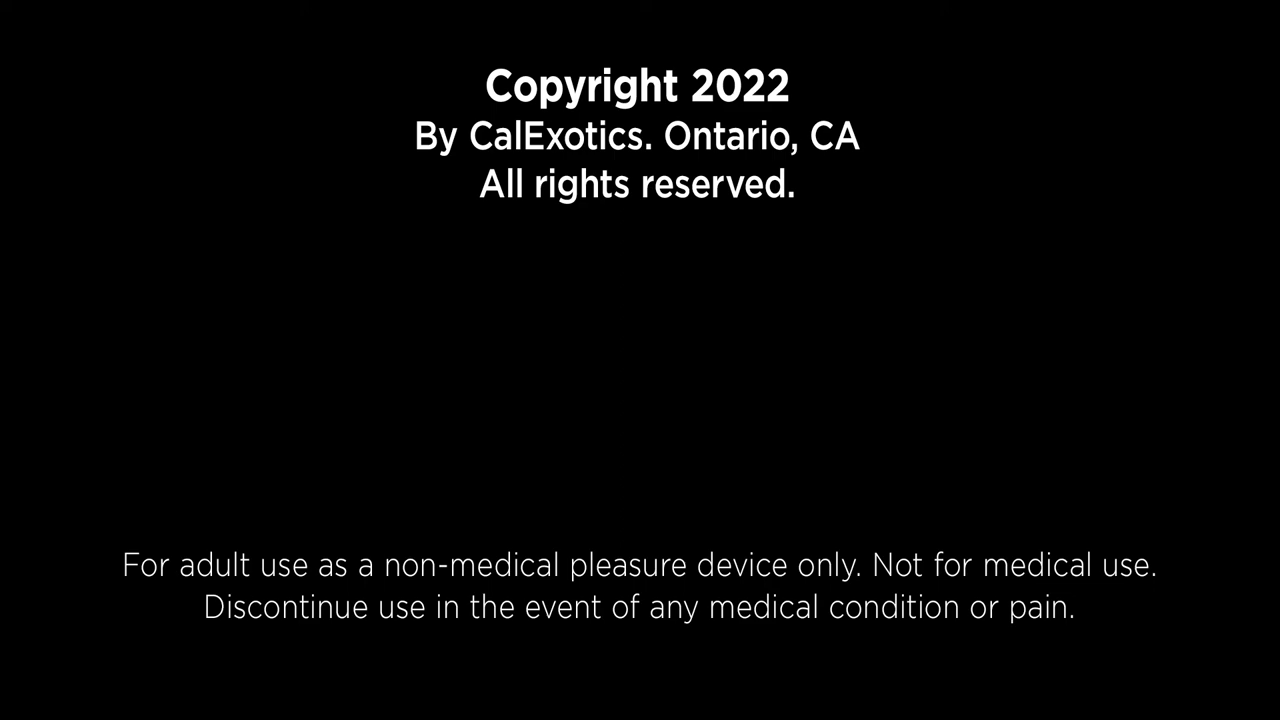 Copyright 2022
By CalExotics. Ontario, CA
All rights reserved.
For adult use as a non-medical pleasure device only. Not for medical use.
Discontinue use in the event of any medical condition or pain.